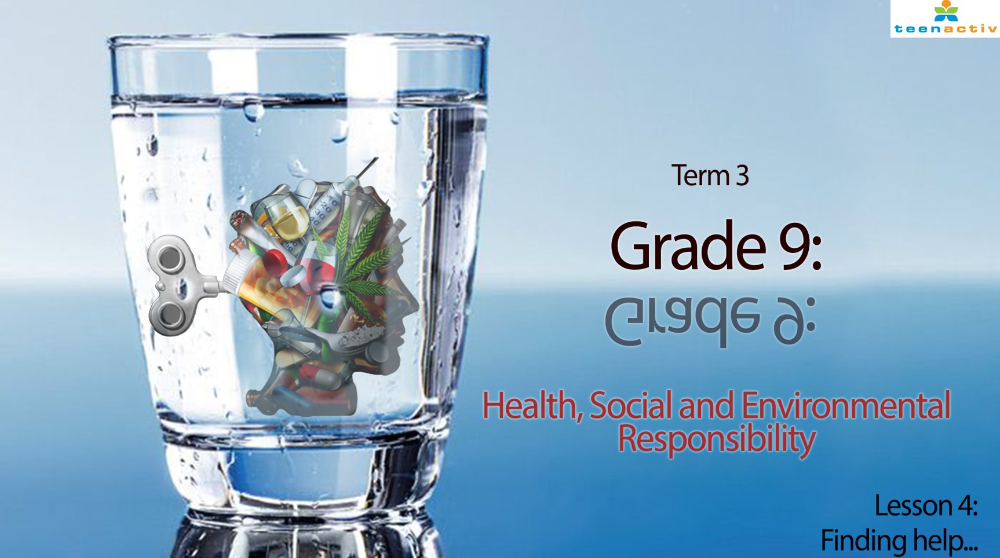 teenactiv
Term 3
Grade 9:
Grade 9:
Health, Social and Environmental
Responsibility
Lesson 4:
Finding help...